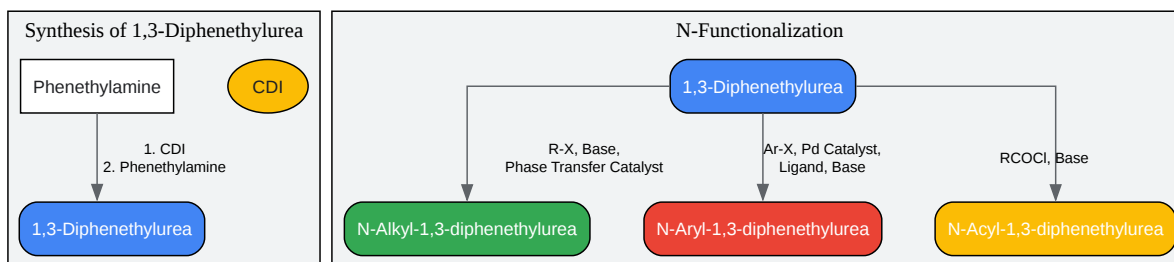 Synthesis of 1,3-Diphenethylurea
Phenethylamine
CDI
1. CDI
2. Phenethylamine
1,3-Diphenethylurea
N-Functionalization
1,3-Diphenethylurea
R-X, Base,
Phase Transfer Catalyst
Ar-X, Pd Catalyst,
Ligand, Base
RCOCl, Base
N-Alkyl-1,3-diphenethylurea
N-Aryl-1,3-diphenethylurea
N-Acyl-1,3-diphenethylurea